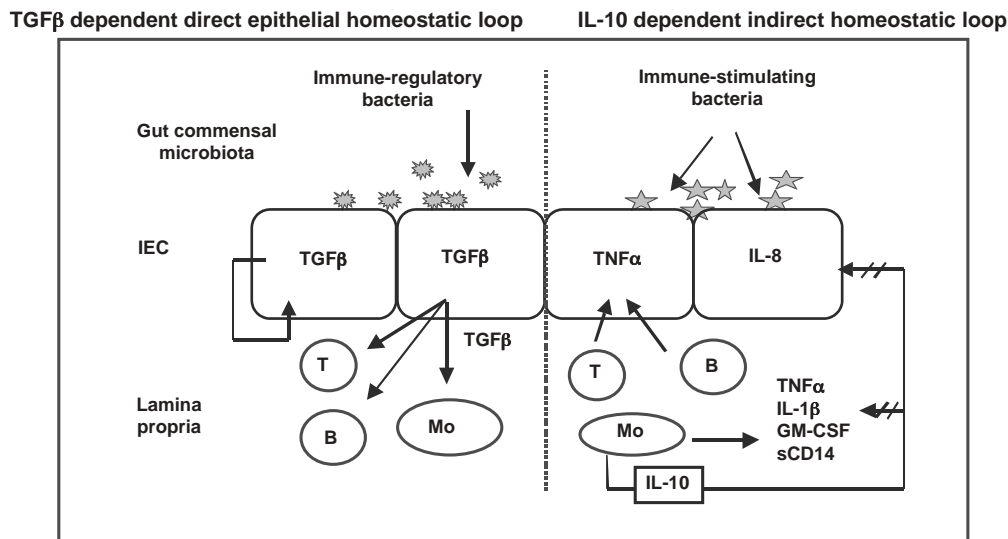 TGFβ dependent direct epithelial homeostatic loop
IL-10 dependent indirect homeostatic loop
Immune-regulatory
bacteria
Immune-stimulating
bacteria
Gut commensal
microbiota
IEC
TGFβ
TGFβ
TNFα
IL-8
TGFβ
T
B
Mo
Lamina
propria
T
B
Mo
TNFα
IL-1β
GM-CSF
sCD14
IL-10